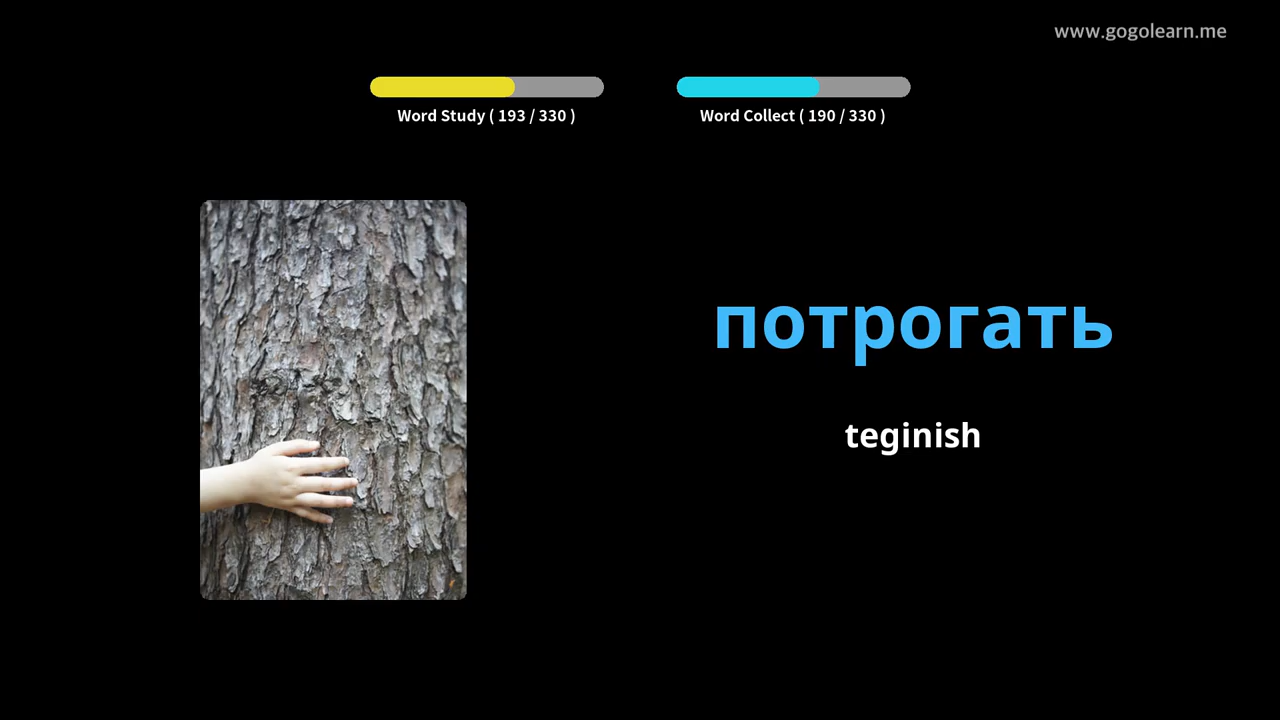 www.gogolearn.me
Word Study ( 193 / 330 )
Word Collect ( 190 / 330 )
потрогать
teginish